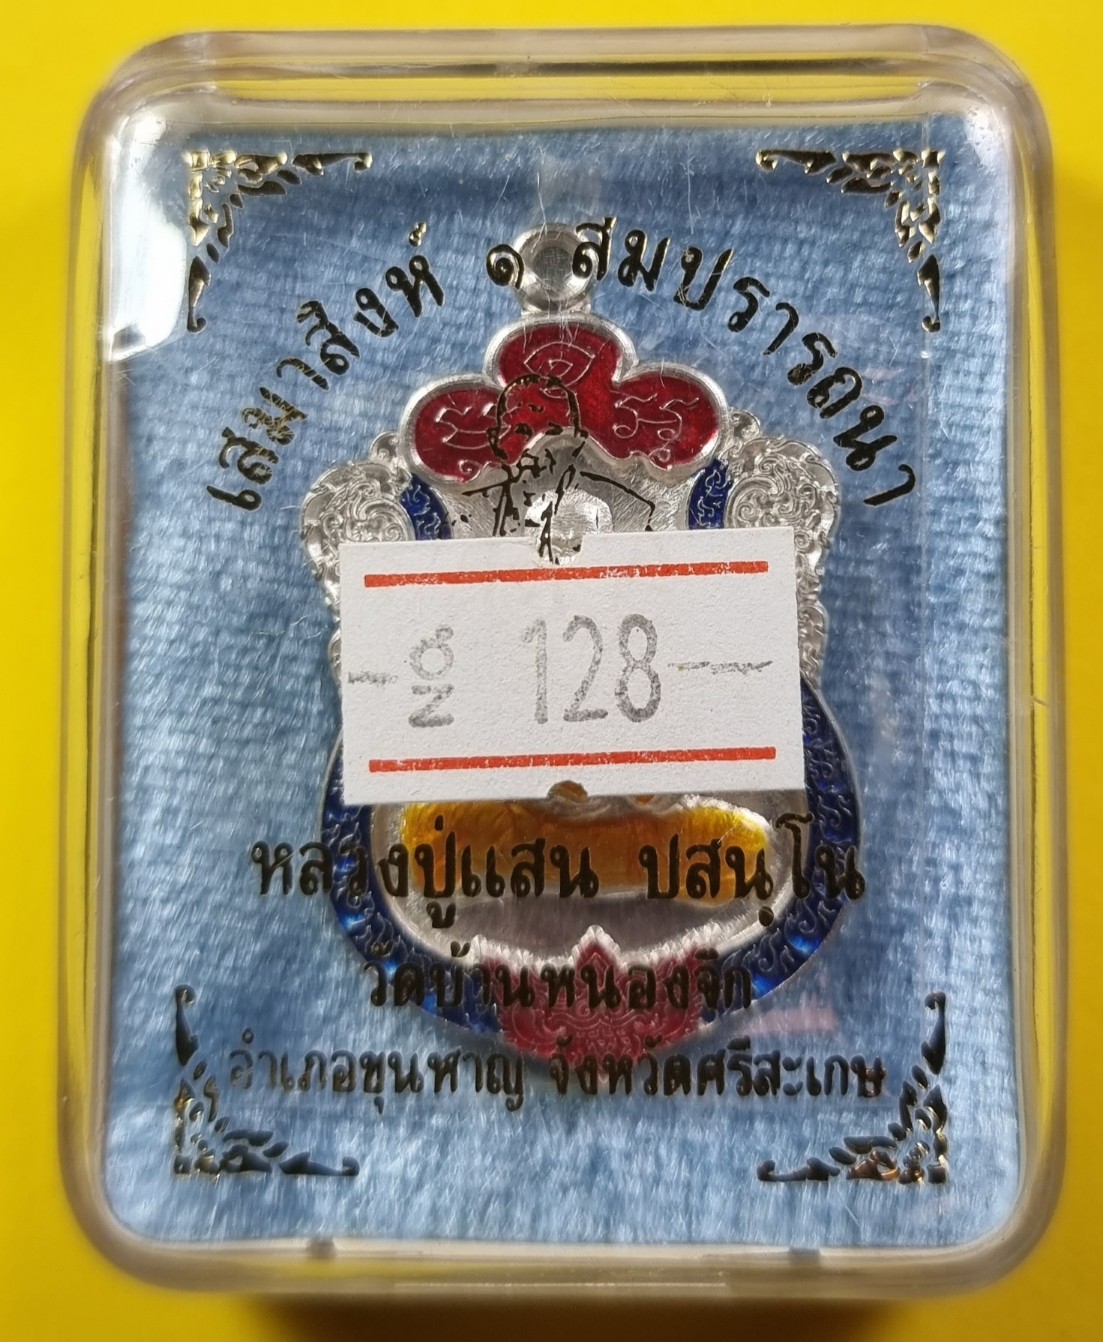 เสมาสิงห์ ๑ สมปรารถนา
No 128
หลวงปู่แสน ปสนฺโน
วัดบ้านหนองจิก
อำเภอขุนหาญ จังหวัดศรีสะเกษ